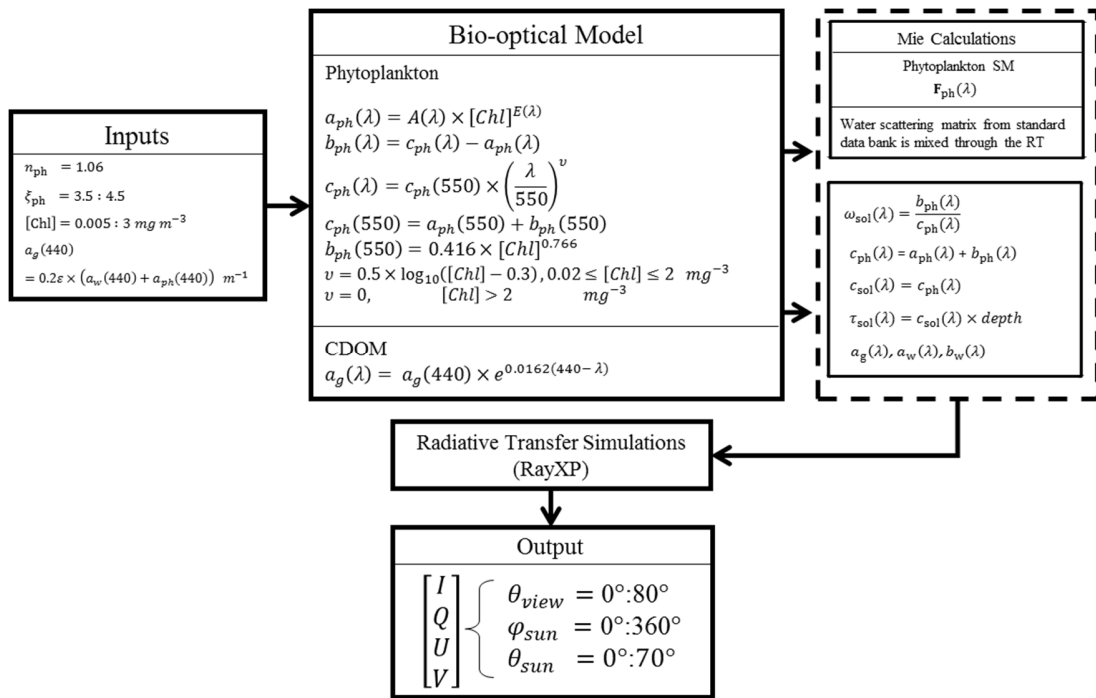 Inputs
n_ph = 1.06
ξ_ph = 3.5 : 4.5
[Chl] = 0.005 : 3 mg m⁻³
a_g(440)
= 0.2ε × (a_w(440) + a_ph(440)) m⁻¹
Bio-optical Model
Phytoplankton
a_ph(λ) = A(λ) × [Chl]^E(λ)
b_ph(λ) = c_ph(λ) − a_ph(λ)
c_ph(λ) = c_ph(550) × (λ/550)^υ
c_ph(550) = a_ph(550) + b_ph(550)
b_ph(550) = 0.416 × [Chl]^0.766
υ = 0.5 × log₁₀([Chl] − 0.3), 0.02 ≤ [Chl] ≤ 2 mg⁻³
υ = 0, [Chl] > 2 mg⁻³
CDOM
a_g(λ) = a_g(440) × e^0.0162(440−λ)
Mie Calculations
Phytoplankton SM
F_ph(λ)
Water scattering matrix from standard
data bank is mixed through the RT
ω_sol(λ) = b_ph(λ)/c_ph(λ)
c_ph(λ) = a_ph(λ) + b_ph(λ)
c_sol(λ) = c_ph(λ)
τ_sol(λ) = c_sol(λ) × depth
a_g(λ), a_w(λ), b_w(λ)
Radiative Transfer Simulations
(RayXP)
Output
[I
Q
U
V]
θ_view = 0°:80°
φ_sun = 0°:360°
θ_sun = 0°:70°